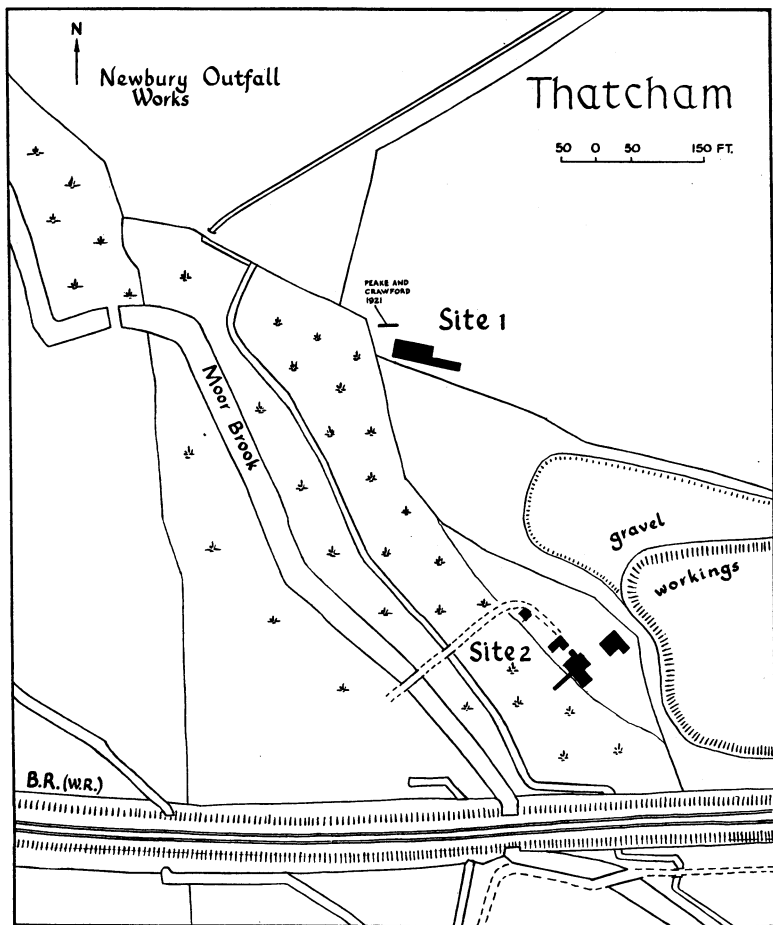 N
Newbury Outfall
Works
Thatcham
50 0 50 150 FT.
PEAKE AND
CRAWFORD
1921
Site 1
Moor Brook
gravel
workings
Site 2
B.R. (W.R.)